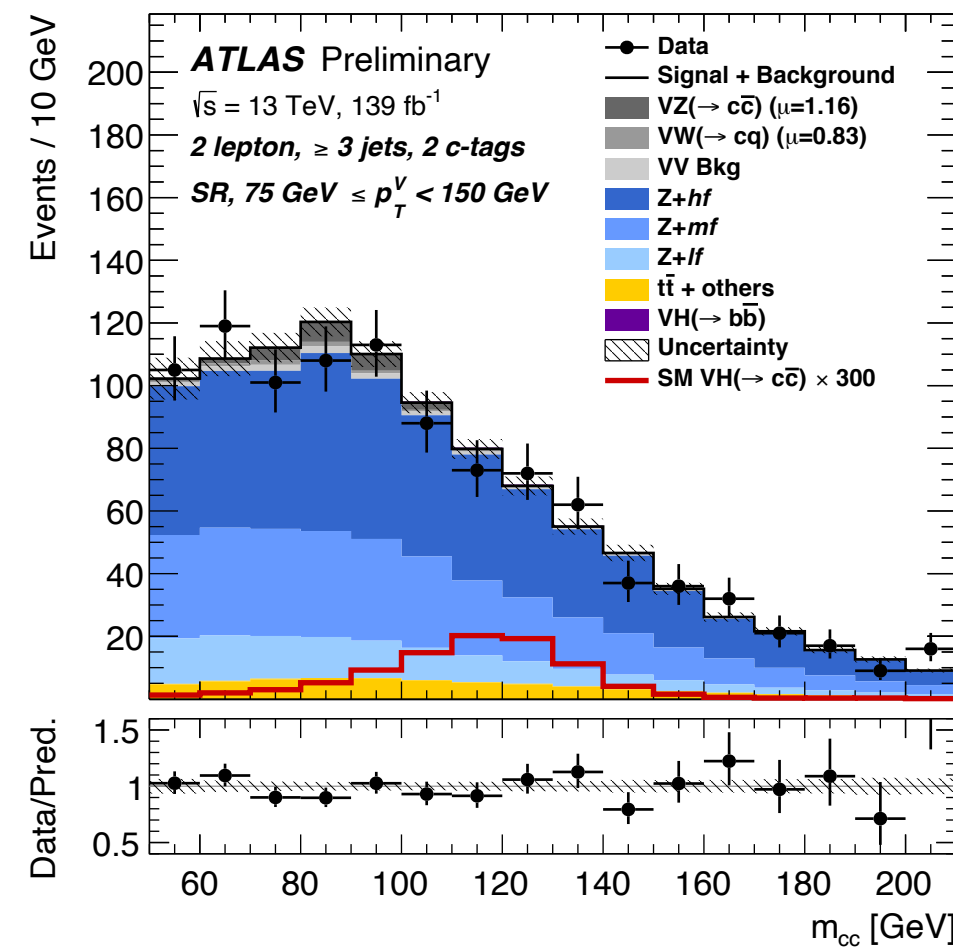 Events / 10 GeV
200
180
160
140
120
100
80
60
40
20
ATLAS Preliminary
√s = 13 TeV, 139 fb⁻¹
2 lepton, ≥ 3 jets, 2 c-tags
SR, 75 GeV ≤ p_T^V < 150 GeV
Data
Signal + Background
VZ(→ cc̅) (μ=1.16)
VW(→ cq) (μ=0.83)
VV Bkg
Z+hf
Z+mf
Z+lf
tt̅ + others
VH(→ bb̅)
Uncertainty
SM VH(→ cc̅) × 300
Data/Pred.
1.5
1
0.5
60 80 100 120 140 160 180 200
m_cc [GeV]